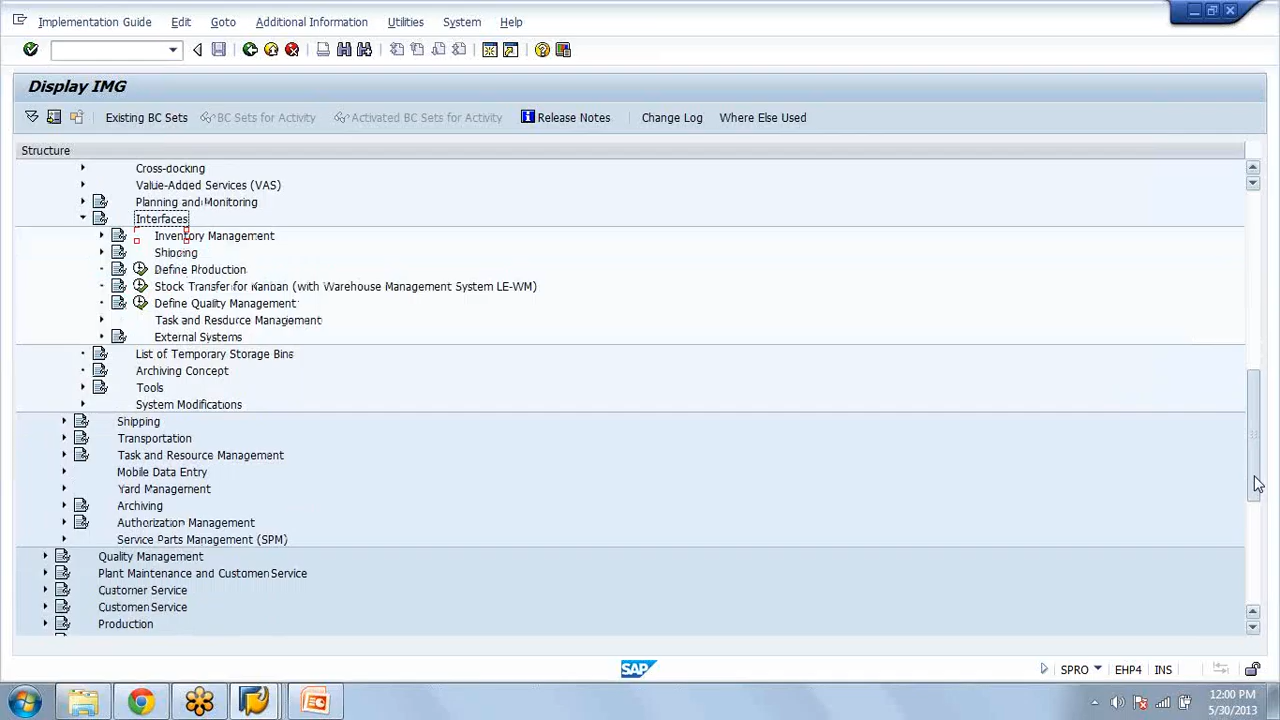 Implementation Guide Edit Goto Additional Information Utilities System Help
Display IMG
Existing BC Sets BC Sets for Activity Activated BC Sets for Activity Release Notes Change Log Where Else Used
Structure
Cross-docking
Value-Added Services (VAS)
Planning and Monitoring
Interfaces
Inventory Management
Shipping
Define Production
Stock Transfer for Kanban (with Warehouse Management System LE-WM)
Define Quality Management
Task and Resource Management
External Systems
List of Temporary Storage Bins
Archiving Concept
Tools
System Modifications
Shipping
Transportation
Task and Resource Management
Mobile Data Entry
Yard Management
Archiving
Authorization Management
Service Parts Management (SPM)
Quality Management
Plant Maintenance and Customer Service
Customer Service
Customer Service
Production
SAP
SPRO EHP4 INS
12:00 PM
5/30/2013